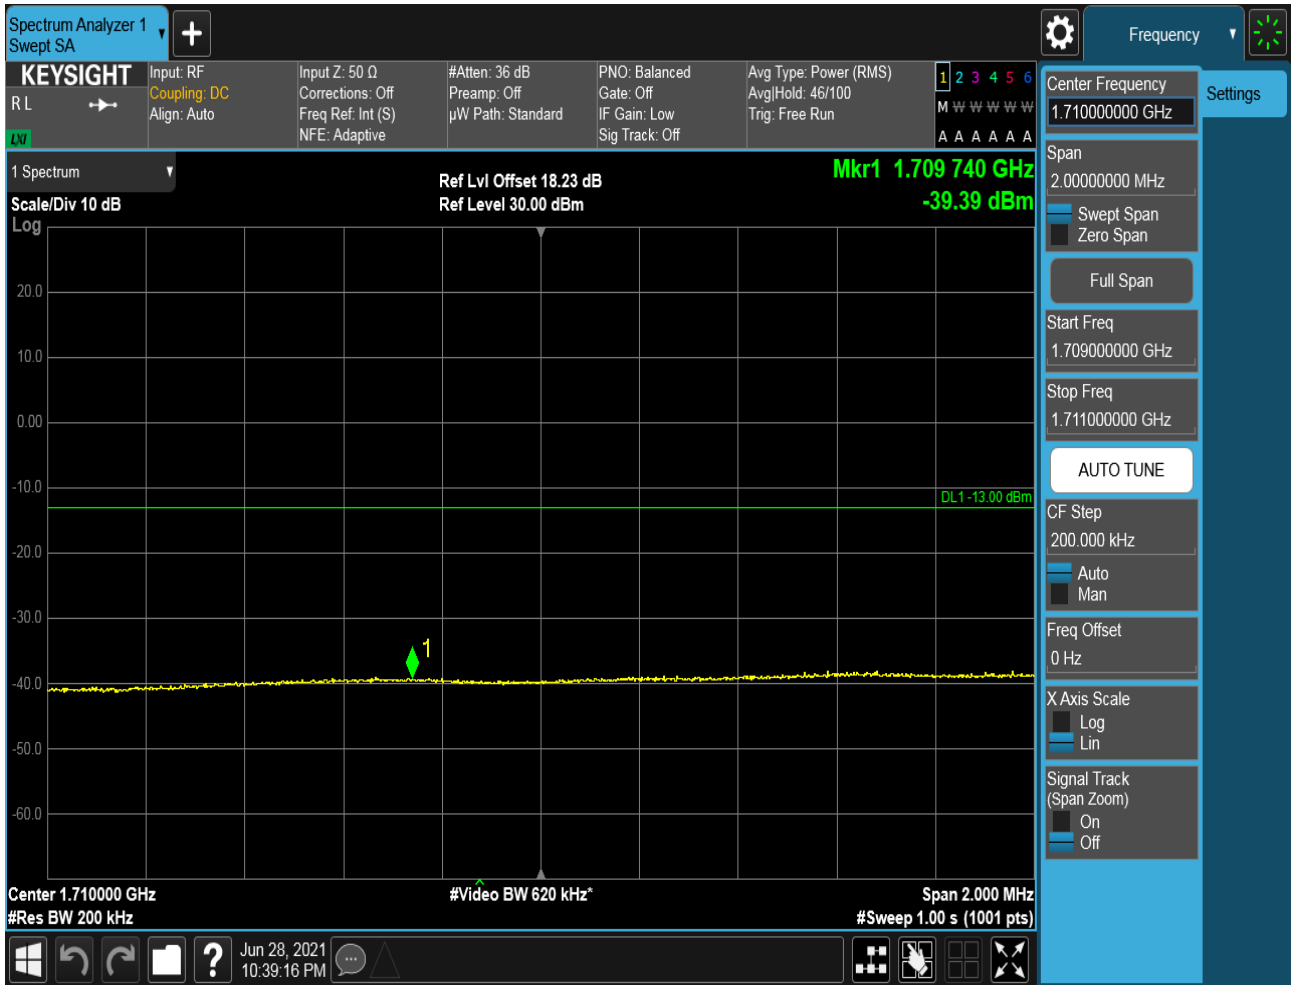 Spectrum Analyzer 1
Swept SA
Frequency
KEYSIGHT
R L
LXI
Input: RF
Coupling: DC
Align: Auto
Input Z: 50 Ω
Corrections: Off
Freq Ref: Int (S)
NFE: Adaptive
#Atten: 36 dB
Preamp: Off
µW Path: Standard
PNO: Balanced
Gate: Off
IF Gain: Low
Sig Track: Off
Avg Type: Power (RMS)
Avg|Hold: 46/100
Trig: Free Run
1 2 3 4 5 6
M W W W W W
A A A A A A
1 Spectrum
Scale/Div 10 dB
Log
Ref Lvl Offset 18.23 dB
Ref Level 30.00 dBm
Mkr1 1.709 740 GHz
-39.39 dBm
20.0
10.0
0.00
-10.0
DL1 -13.00 dBm
-20.0
-30.0
1
-40.0
-50.0
-60.0
Center 1.710000 GHz
#Res BW 200 kHz
#Video BW 620 kHz*
Span 2.000 MHz
#Sweep 1.00 s (1001 pts)
?
Jun 28, 2021
10:39:16 PM
Center Frequency
1.710000000 GHz
Settings
Span
2.00000000 MHz
Swept Span
Zero Span
Full Span
Start Freq
1.709000000 GHz
Stop Freq
1.711000000 GHz
AUTO TUNE
CF Step
200.000 kHz
Auto
Man
Freq Offset
0 Hz
X Axis Scale
Log
Lin
Signal Track
(Span Zoom)
On
Off